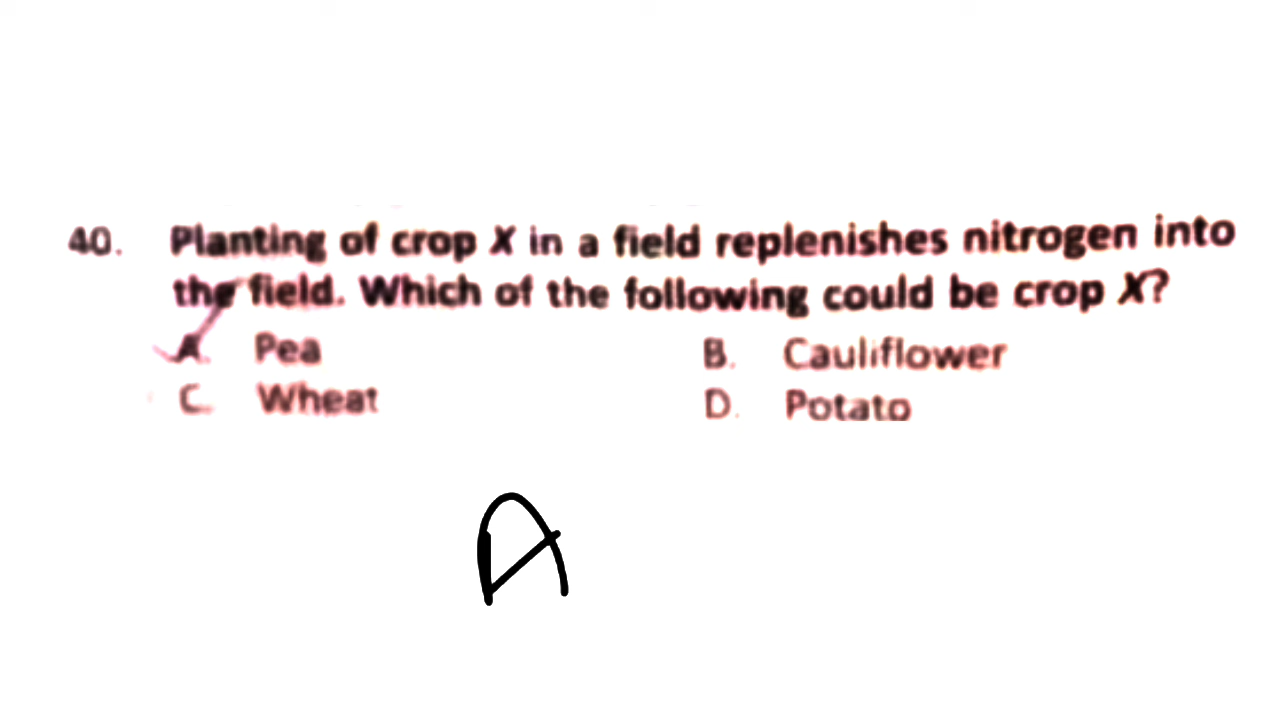 40. Planting of crop X in a field replenishes nitrogen into
the field. Which of the following could be crop X?
A. Pea B. Cauliflower
C. Wheat D. Potato
A